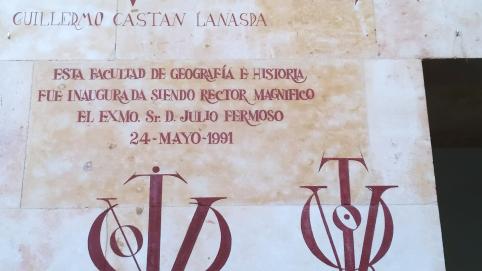 GUILLERMO CASTAN LANASPA
ESTA FACULTAD DE GEOGRAFÍA E HISTORIA
FUE INAUGURADA SIENDO RECTOR MAGNIFICO
EL EXMO. Sr. D. JULIO FERMOSO
24-MAYO-1991